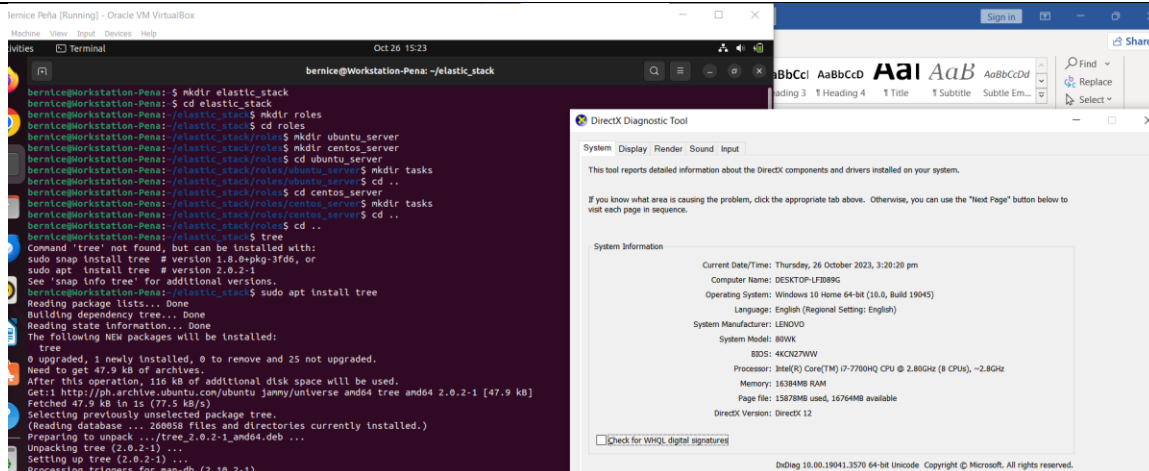 Bernice Peña [Running] - Oracle VM VirtualBox
Machine View Input Devices Help
ivities Terminal Oct 26 15:23
bernice@Workstation-Pena: ~/elastic_stack
bernice@Workstation-Pena:~$ mkdir elastic_stack
bernice@Workstation-Pena:~$ cd elastic_stack
bernice@Workstation-Pena:~/elastic_stack$ mkdir roles
bernice@Workstation-Pena:~/elastic_stack$ cd roles
bernice@Workstation-Pena:~/elastic_stack/roles$ mkdir ubuntu_server
bernice@Workstation-Pena:~/elastic_stack/roles$ mkdir centos_server
bernice@Workstation-Pena:~/elastic_stack/roles$ cd ubuntu_server
bernice@Workstation-Pena:~/elastic_stack/roles/ubuntu_server$ mkdir tasks
bernice@Workstation-Pena:~/elastic_stack/roles/ubuntu_server$ cd ..
bernice@Workstation-Pena:~/elastic_stack/roles$ cd centos_server
bernice@Workstation-Pena:~/elastic_stack/roles/centos_server$ mkdir tasks
bernice@Workstation-Pena:~/elastic_stack/roles/centos_server$ cd ..
bernice@Workstation-Pena:~/elastic_stack/roles$ cd ..
bernice@Workstation-Pena:~/elastic_stack$ tree
Command 'tree' not found, but can be installed with:
sudo snap install tree # version 1.8.0+pkg-3fd6, or
sudo apt install tree # version 2.0.2-1
See 'snap info tree' for additional versions.
bernice@Workstation-Pena:~/elastic_stack$ sudo apt install tree
Reading package lists... Done
Building dependency tree... Done
Reading state information... Done
The following NEW packages will be installed:
tree
0 upgraded, 1 newly installed, 0 to remove and 25 not upgraded.
Need to get 47.9 kB of archives.
After this operation, 116 kB of additional disk space will be used.
Get:1 http://ph.archive.ubuntu.com/ubuntu jammy/universe amd64 tree amd64 2.0.2-1 [47.9 kB]
Fetched 47.9 kB in 1s (77.5 kB/s)
Selecting previously unselected package tree.
(Reading database ... 260058 files and directories currently installed.)
Preparing to unpack .../tree_2.0.2-1_amd64.deb ...
Unpacking tree (2.0.2-1) ...
Setting up tree (2.0.2-1) ...
Processing triggers for man-db (2.10.2-1)
Sign in
Share
aBbCcI AaBbCcD AaI AaB AaBbCcDd
ading 3 ¶ Heading 4 ¶ Title ¶ Subtitle Subtle Em...
Find
Replace
Select
DirectX Diagnostic Tool
System Display Render Sound Input
This tool reports detailed information about the DirectX components and drivers installed on your system.
If you know what area is causing the problem, click the appropriate tab above. Otherwise, you can use the "Next Page" button below to
visit each page in sequence.
System Information
Current Date/Time: Thursday, 26 October 2023, 3:20:20 pm
Computer Name: DESKTOP-LFI089G
Operating System: Windows 10 Home 64-bit (10.0, Build 19045)
Language: English (Regional Setting: English)
System Manufacturer: LENOVO
System Model: 80WK
BIOS: 4KCN27WW
Processor: Intel(R) Core(TM) i7-7700HQ CPU @ 2.80GHz (8 CPUs), ~2.8GHz
Memory: 16384MB RAM
Page file: 15878MB used, 16764MB available
DirectX Version: DirectX 12
Check for WHQL digital signatures
DxDiag 10.00.19041.3570 64-bit Unicode Copyright © Microsoft. All rights reserved.